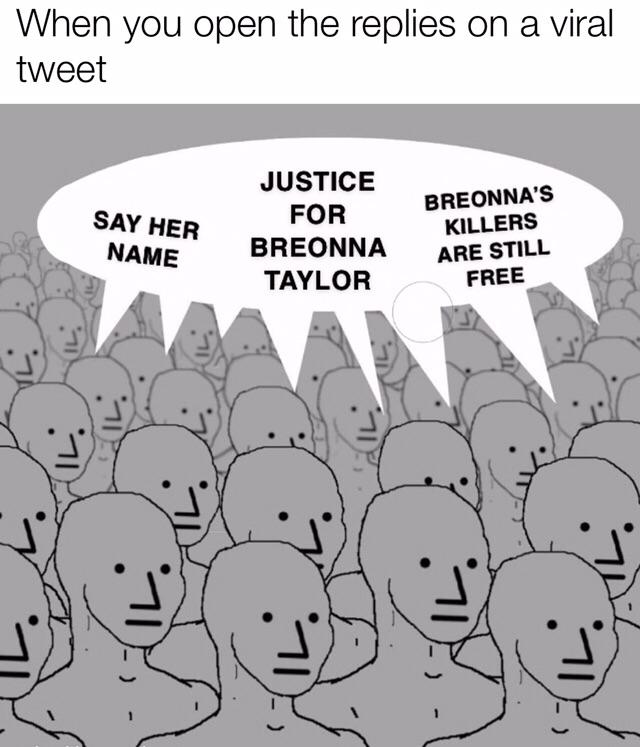 When you open the replies on a viral
tweet
SAY HER
NAME
JUSTICE
FOR
BREONNA
TAYLOR
BREONNA'S
KILLERS
ARE STILL
FREE